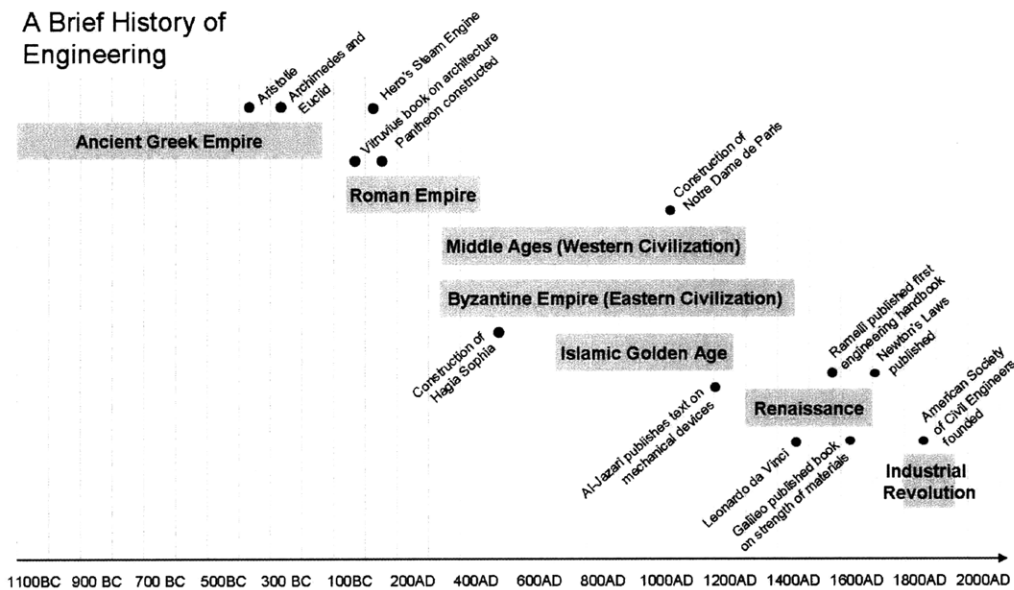 A Brief History of
Engineering
Aristotle
Archimedes and
Euclid
Hero's Steam Engine
Vitruvius book on architecture
Pantheon constructed
Ancient Greek Empire
Roman Empire
Construction of
Notre Dame de Paris
Middle Ages (Western Civilization)
Byzantine Empire (Eastern Civilization)
Construction of
Hagia Sophia
Islamic Golden Age
Ramelli published first
engineering handbook
Newton's Laws
published
Al-Jazari publishes text on
mechanical devices
Renaissance
American Society
of Civil Engineers
founded
Leonardo da Vinci
Galileo published book
on strength of materials
Industrial
Revolution
1100BC 900 BC 700 BC 500BC 300 BC 100BC 200AD 400AD 600AD 800AD 1000AD 1200AD 1400AD 1600AD 1800AD 2000AD